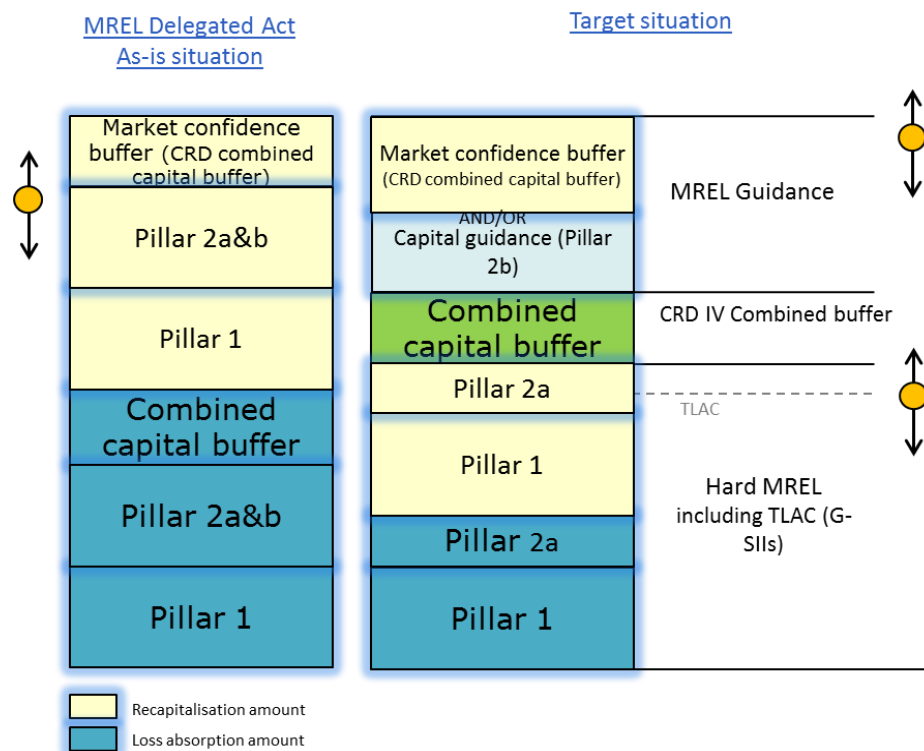 MREL Delegated Act
As-is situation
Target situation
Market confidence
buffer (CRD combined
capital buffer)
Pillar 2a&b
Pillar 1
Combined
capital buffer
Pillar 2a&b
Pillar 1
Market confidence buffer
(CRD combined capital buffer)
AND/OR
Capital guidance (Pillar
2b)
Combined
capital buffer
Pillar 2a
Pillar 1
Pillar 2a
Pillar 1
MREL Guidance
CRD IV Combined buffer
TLAC
Hard MREL
including TLAC (G-
SIIs)
Recapitalisation amount
Loss absorption amount